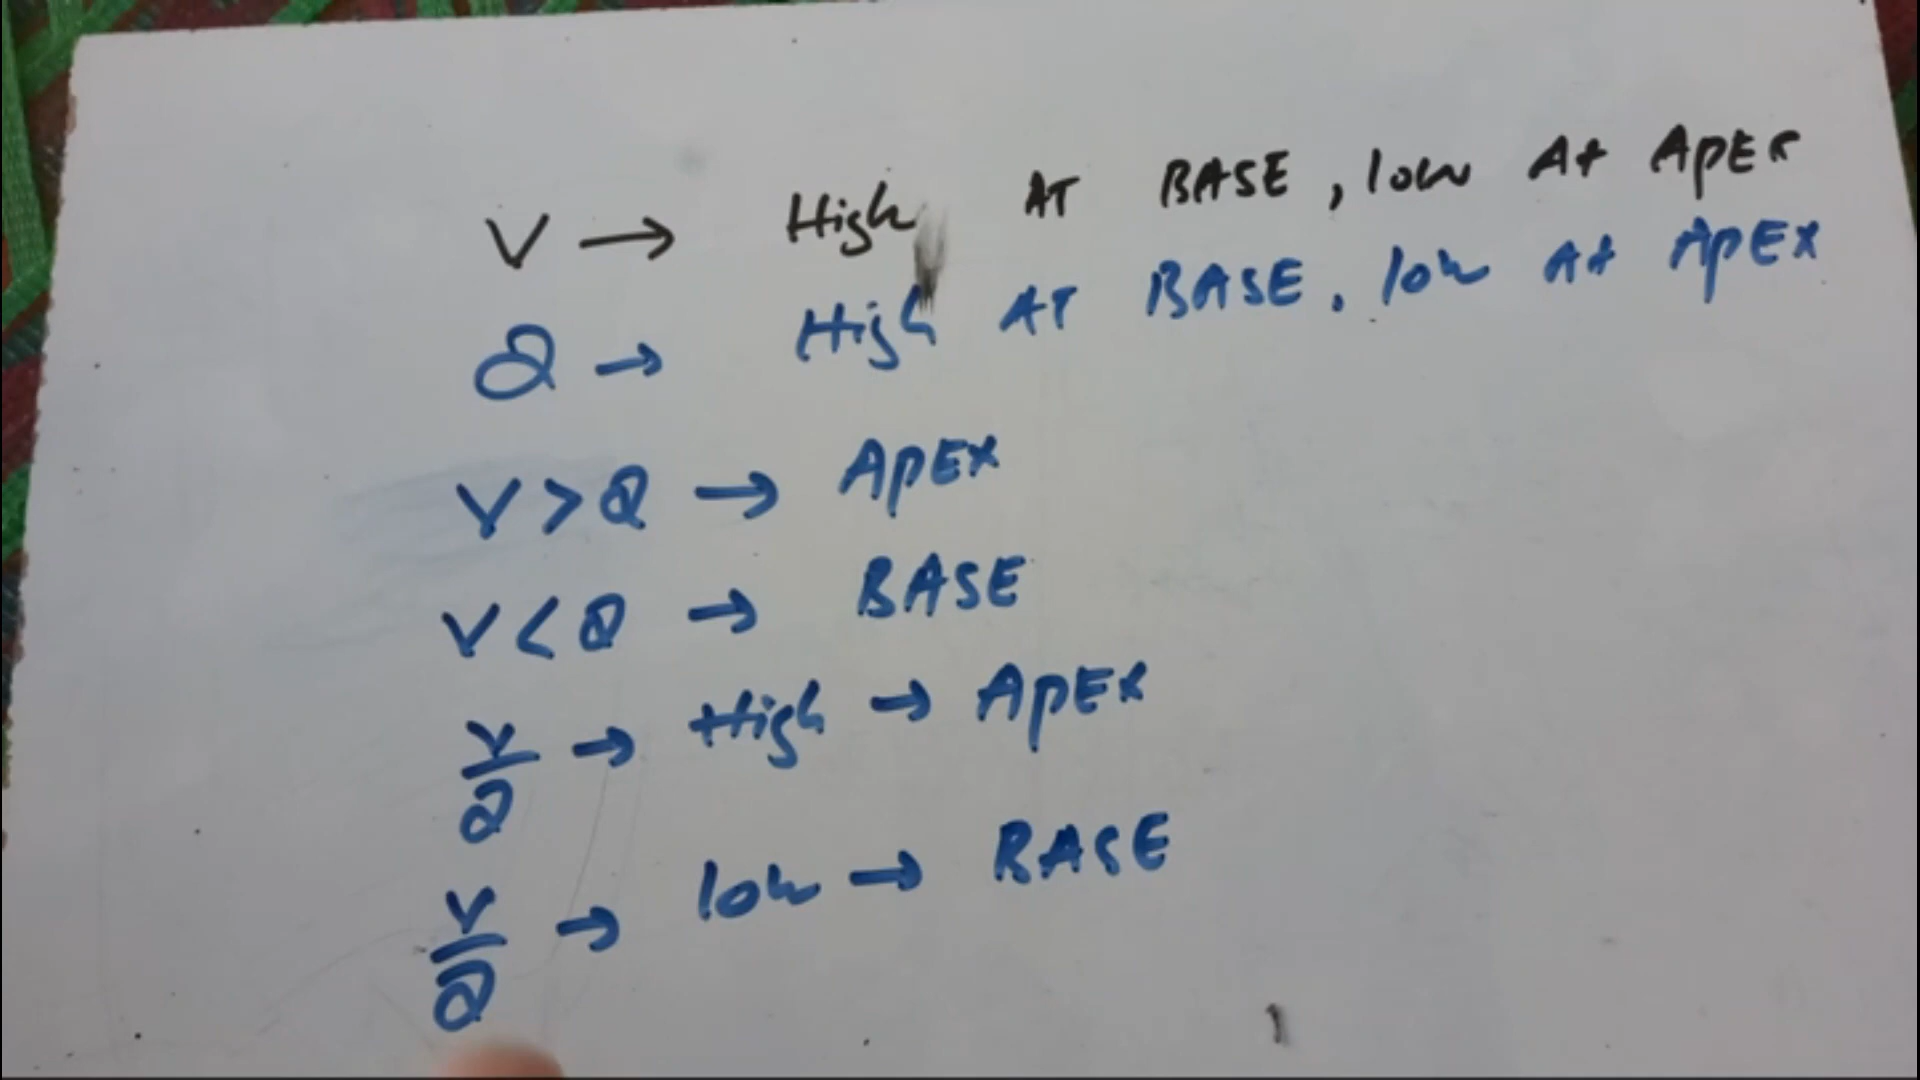 V → High AT BASE, low At APEX
Q → High AT BASE. low At APEX
V > Q → APEX
V < Q → BASE
V/Q → High → APEX
V/Q → low → BASE